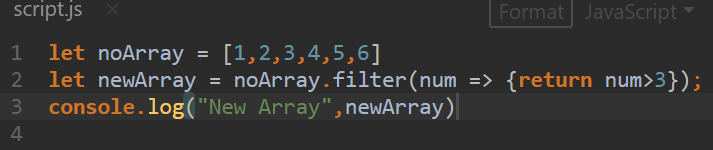 script.js
Format JavaScript
1 let noArray = [1,2,3,4,5,6]
2 let newArray = noArray.filter(num => {return num>3});
3 console.log("New Array",newArray)
4